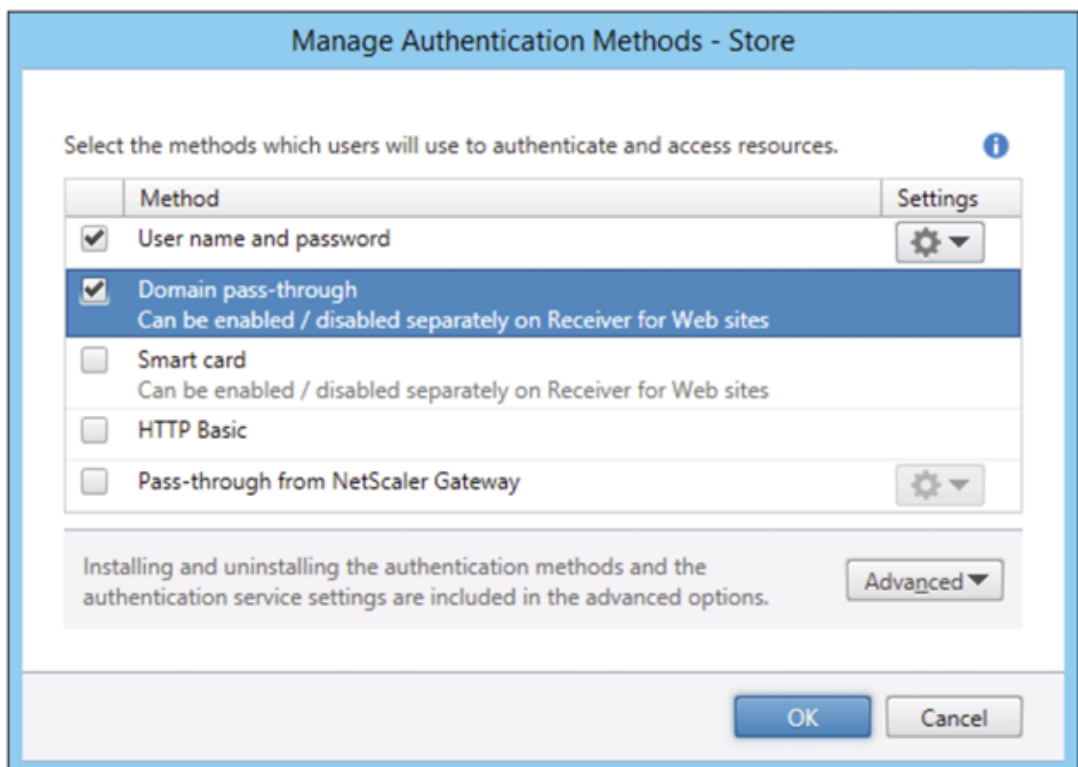 Manage Authentication Methods - Store
Select the methods which users will use to authenticate and access resources.
Method Settings
User name and password
Domain pass-through
Can be enabled / disabled separately on Receiver for Web sites
Smart card
Can be enabled / disabled separately on Receiver for Web sites
HTTP Basic
Pass-through from NetScaler Gateway
Installing and uninstalling the authentication methods and the
authentication service settings are included in the advanced options.
Advanced
OK Cancel